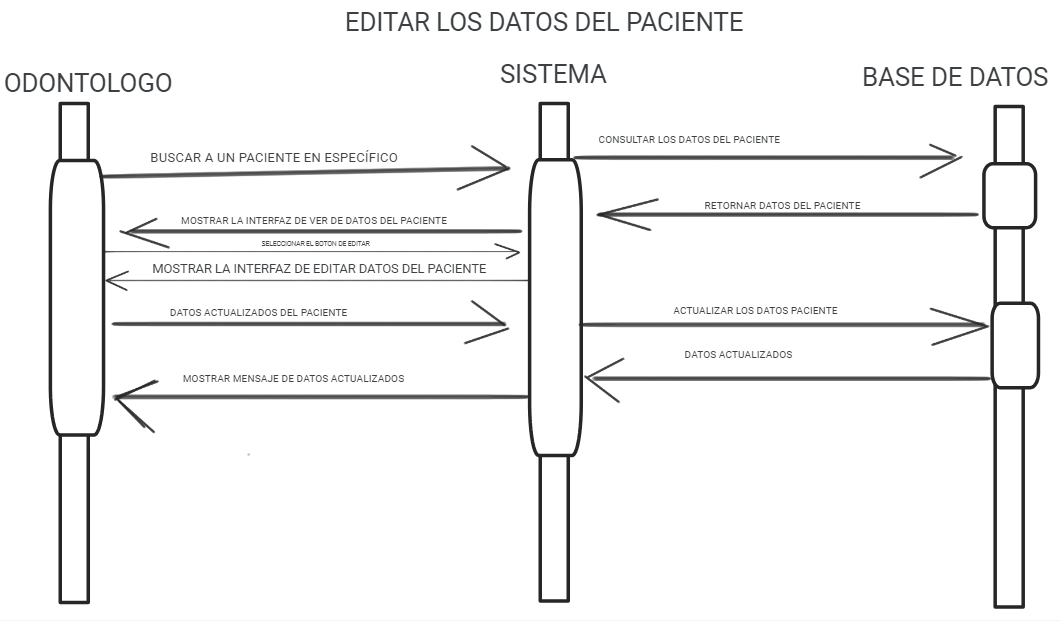 EDITAR LOS DATOS DEL PACIENTE
ODONTOLOGO
SISTEMA
BASE DE DATOS
BUSCAR A UN PACIENTE EN ESPECÍFICO
CONSULTAR LOS DATOS DEL PACIENTE
RETORNAR DATOS DEL PACIENTE
MOSTRAR LA INTERFAZ DE VER DE DATOS DEL PACIENTE
SELECCIONAR EL BOTON DE EDITAR
MOSTRAR LA INTERFAZ DE EDITAR DATOS DEL PACIENTE
DATOS ACTUALIZADOS DEL PACIENTE
ACTUALIZAR LOS DATOS PACIENTE
DATOS ACTUALIZADOS
MOSTRAR MENSAJE DE DATOS ACTUALIZADOS